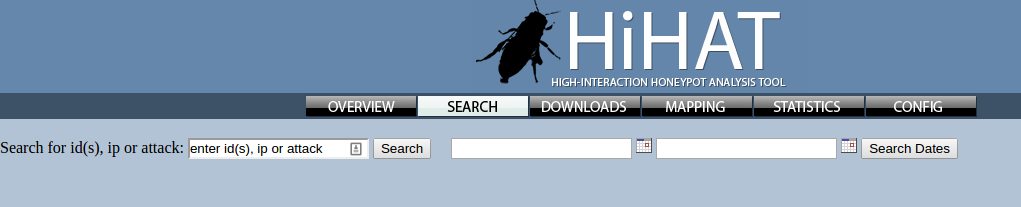 HiHAT
HIGH-INTERACTION HONEYPOT ANALYSIS TOOL
OVERVIEW SEARCH DOWNLOADS MAPPING STATISTICS CONFIG
Search for id(s), ip or attack: enter id(s), ip or attack Search Search Dates